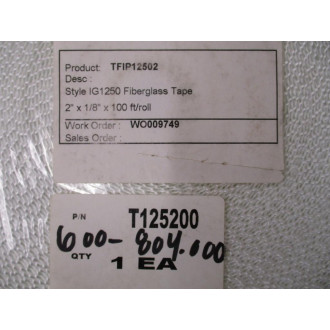 Product: TFIP12502
Desc :
Style IG1250 Fiberglass Tape
2" x 1/8" x 100 ft/roll
Work Order : WO009749
Sales Order :
P/N T125200
600-804.000
QTY 1 EA